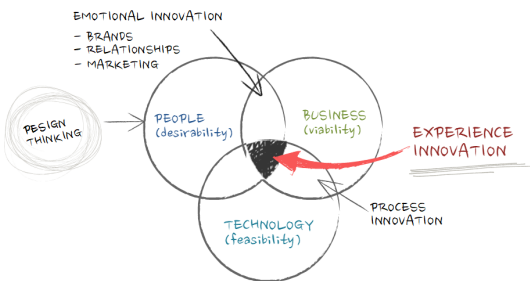 EMOTIONAL INNOVATION
- BRANDS
- RELATIONSHIPS
- MARKETING
PESIGN
THINKING
PEOPLE
(desirability)
BUSINESS
(viability)
EXPERIENCE
INNOVATION
PROCESS
INNOVATION
TECHNOLOGY
(feasibility)